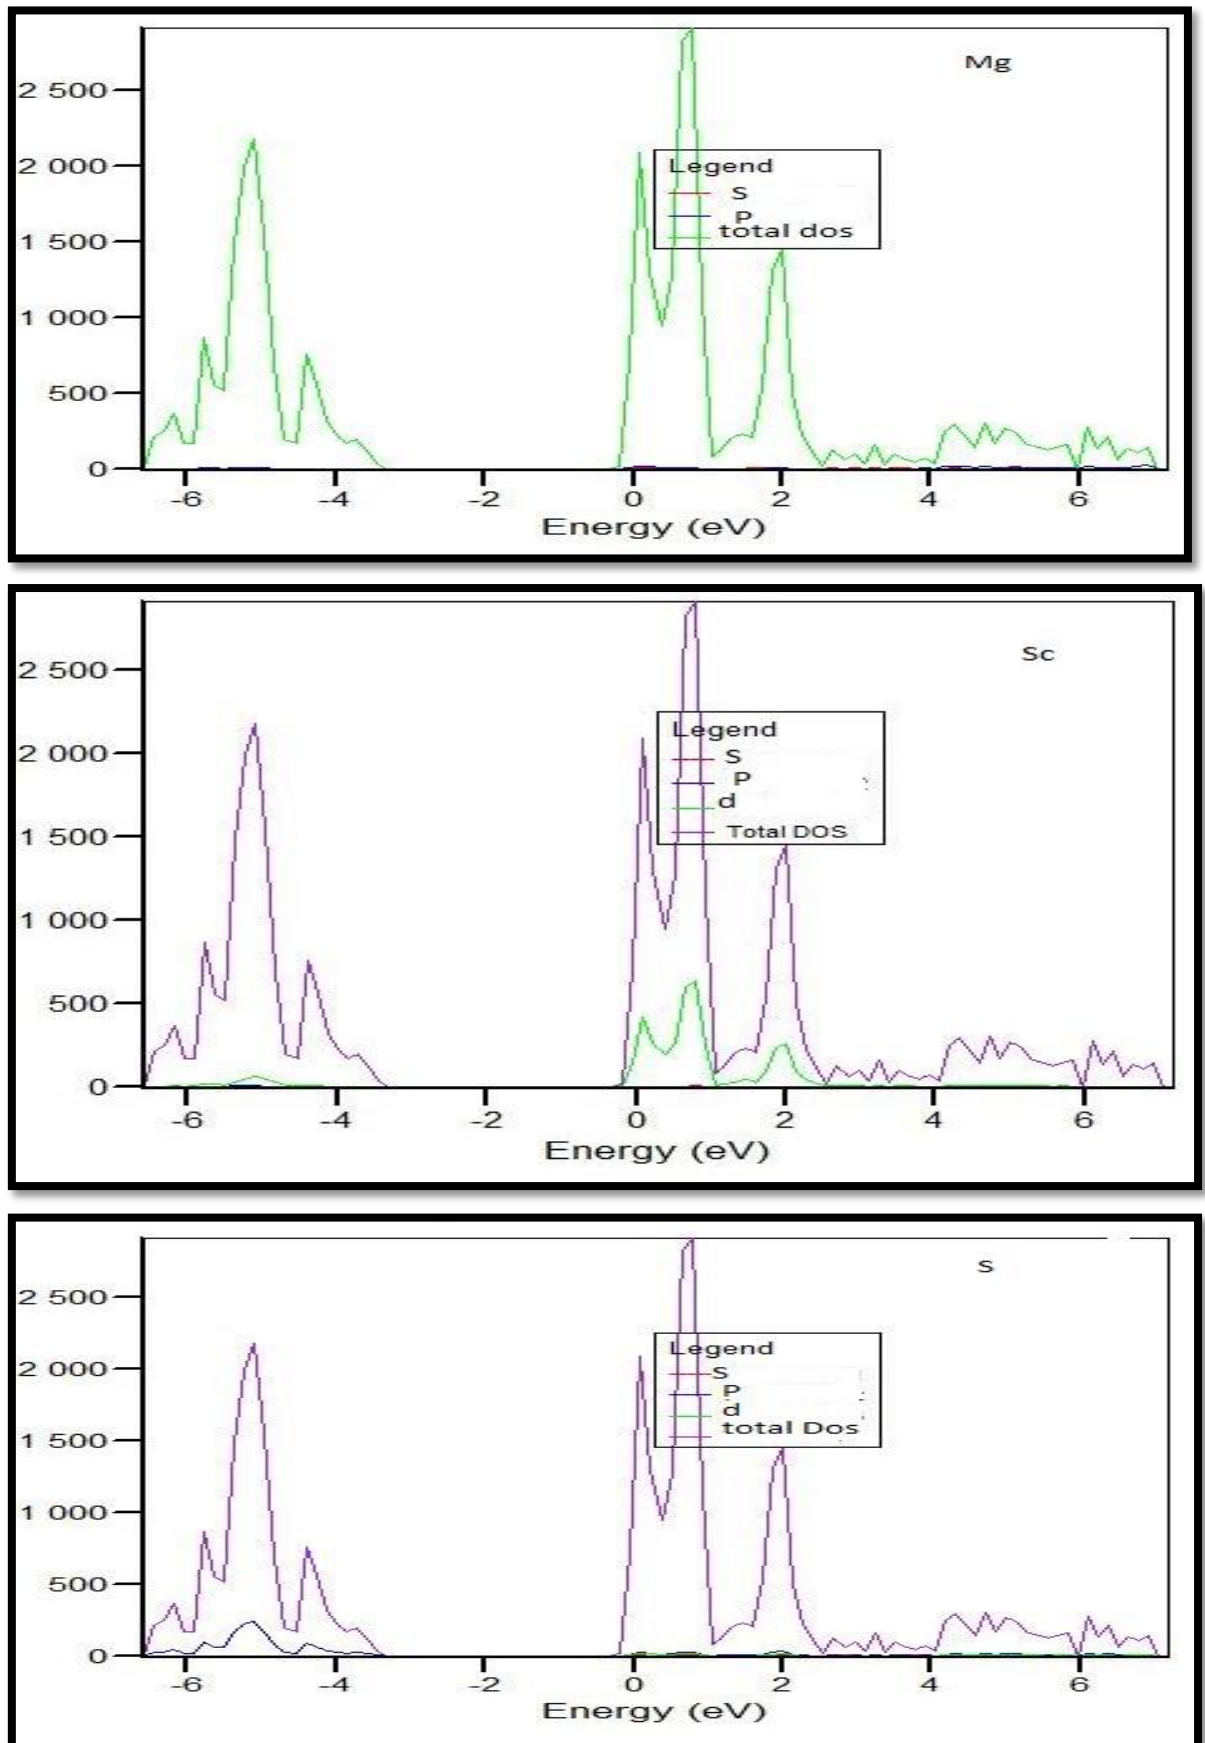 Mg
2 500
2 000
1 500
1 000
500
0
Legend
S
P
total dos
-6 -4 -2 0 2 4 6
Energy (eV)
Sc
2 500
2 000
1 500
1 000
500
0
Legend
S
P
d
Total DOS
-6 -4 -2 0 2 4 6
Energy (eV)
s
2 500
2 000
1 500
1 000
500
0
Legend
S
P
d
total Dos
-6 -4 -2 0 2 4 6
Energy (eV)